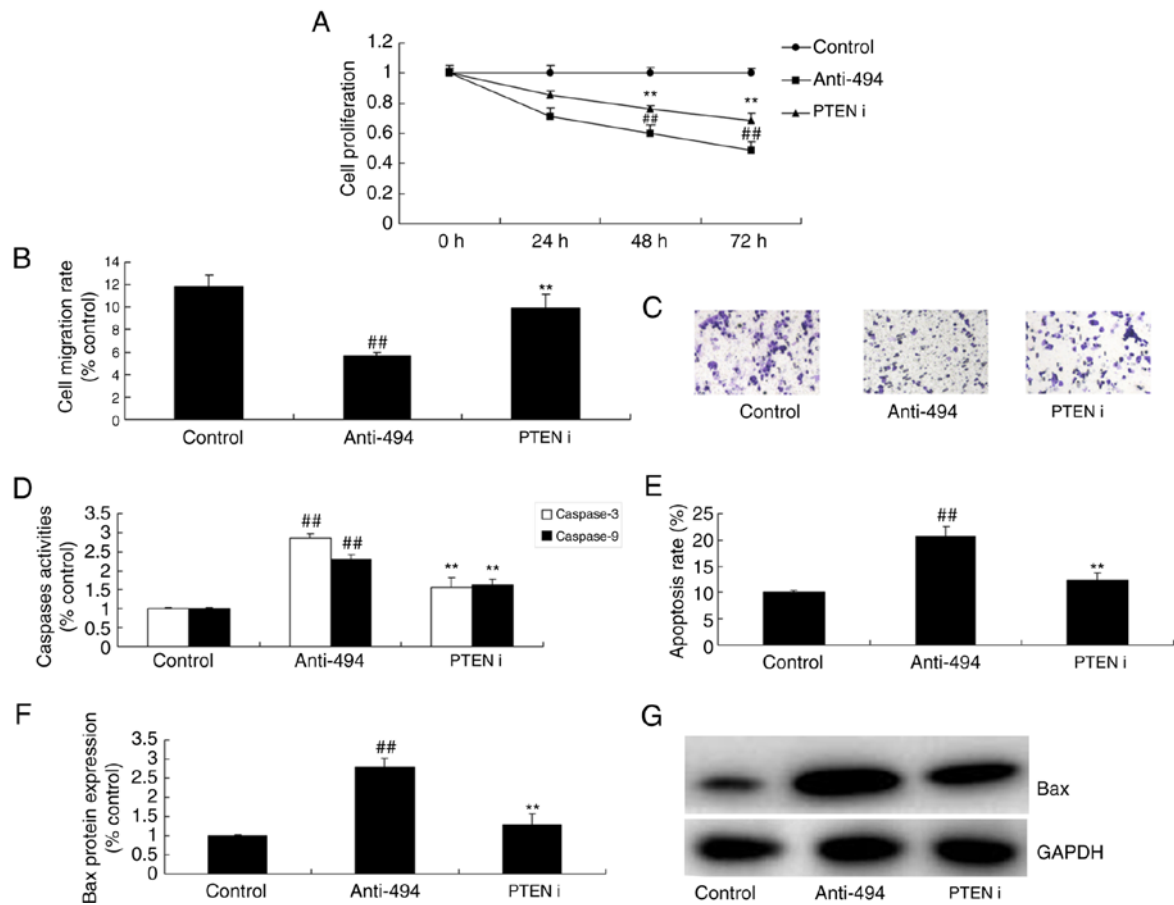 A
Cell proliferation
1.2
1
0.8
0.6
0.4
0.2
0
0 h 24 h 48 h 72 h
** **
## ##
Control
Anti-494
PTEN i
B
Cell migration rate
(% control)
14
12
10
8
6
4
2
0
##
**
Control Anti-494 PTEN i
C
Control Anti-494 PTEN i
D
Caspases activities
(% control)
3.5
3
2.5
2
1.5
1
0.5
0
## ##
** **
Control Anti-494 PTEN i
Caspase-3
Caspase-9
E
Apoptosis rate (%)
25
20
15
10
5
0
##
**
Control Anti-494 PTEN i
F
Bax protein expression
(% control)
3.5
3
2.5
2
1.5
1
0.5
0
##
**
Control Anti-494 PTEN i
G
Bax
GAPDH
Control Anti-494 PTEN i